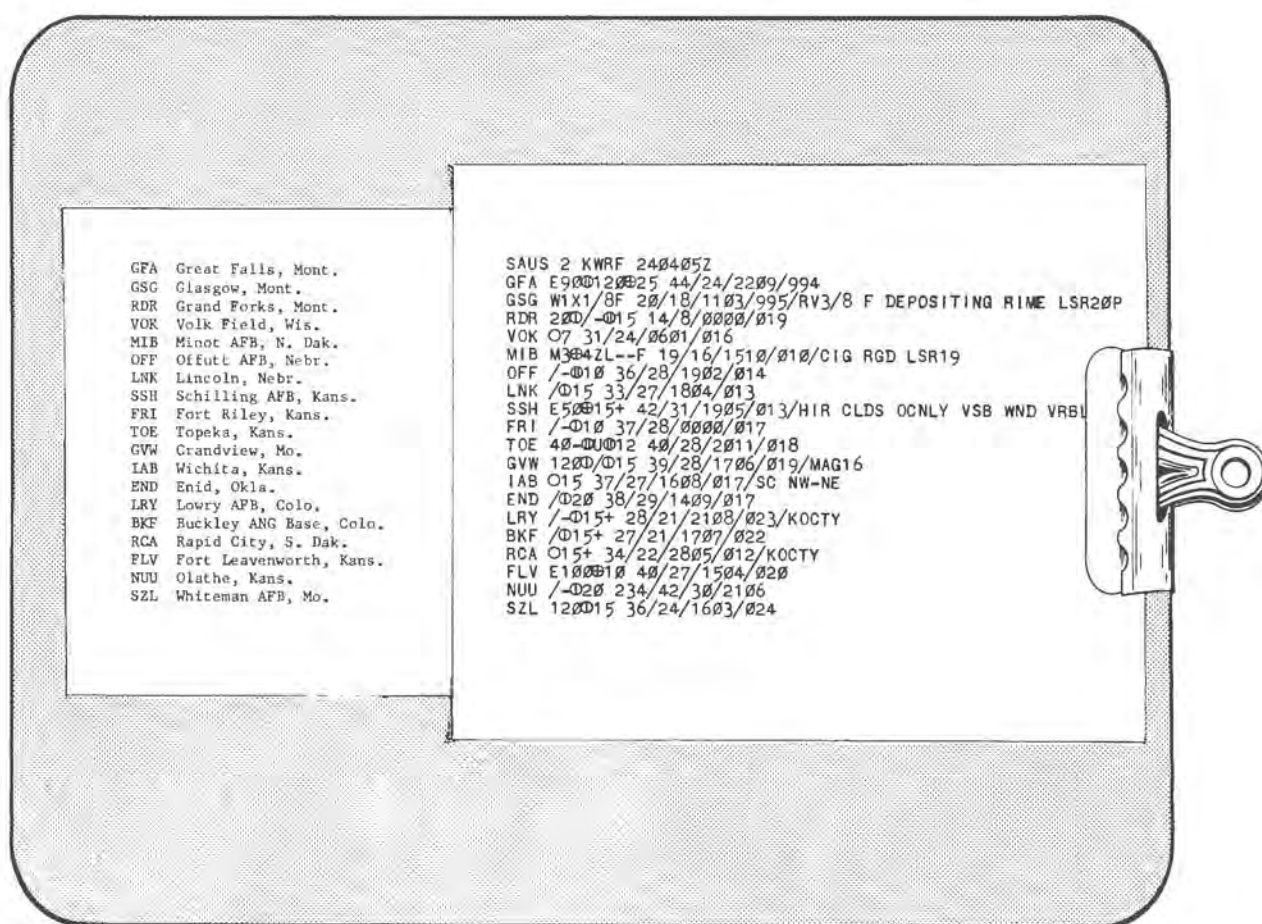 GFA Great Falls, Mont.
GSG Glasgow, Mont.
RDR Grand Forks, Mont.
VOK Volk Field, Wis.
MIB Minot AFB, N. Dak.
OFF Offutt AFB, Nebr.
LNK Lincoln, Nebr.
SSH Schilling AFB, Kans.
FRI Fort Riley, Kans.
TOE Topeka, Kans.
GVW Grandview, Mo.
IAB Wichita, Kans.
END Enid, Okla.
LRY Lowry AFB, Colo.
BKF Buckley ANG Base, Colo.
RCA Rapid City, S. Dak.
FLV Fort Leavenworth, Kans.
NUU Olathe, Kans.
SZL Whiteman AFB, Mo.
SAUS 2 KWRF 240405Z
GFA E90⦶120⊕25 44/24/2209/994
GSG W1X1/8F 20/18/1103/995/RV3/8 F DEPOSITING RIME LSR20P
RDR 20⦶/-⦶15 14/8/0000/019
VOK O7 31/24/0601/016
MIB M3⊕4ZL--F 19/16/1510/010/CIG RGD LSR19
OFF /-⦶10 36/28/1902/014
LNK /⦶15 33/27/1804/013
SSH E50⊕15+ 42/31/1905/013/HIR CLDS OCNLY VSB WND VRBL
FRI /-⦶10 37/28/0000/017
TOE 40-⦶U⦶12 40/28/2011/018
GVW 120⦶/⦶15 39/28/1706/019/MAG16
IAB O15 37/27/1608/017/SC NW-NE
END /⦶20 38/29/1409/017
LRY /-⦶15+ 28/21/2108/023/KOCTY
BKF /⦶15+ 27/21/1707/022
RCA O15+ 34/22/2805/012/KOCTY
FLV E100⊕10 40/27/1504/020
NUU /-⦶20 234/42/30/2106
SZL 120⦶15 36/24/1603/024